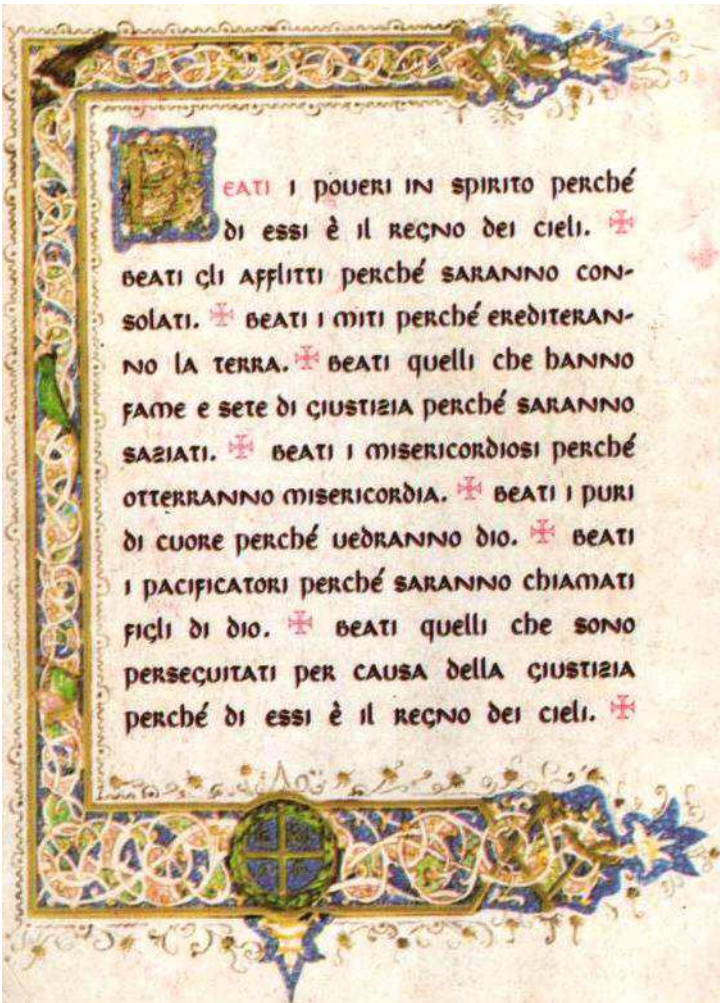 BEATI I POVERI IN SPIRITO PERCHÉ
DI ESSI È IL REGNO DEI CIELI. ✠
BEATI GLI AFFLITTI PERCHÉ SARANNO CON-
SOLATI. ✠ BEATI I MITI PERCHÉ EREDITERAN-
NO LA TERRA. ✠ BEATI QUELLI CHE HANNO
FAME E SETE DI GIUSTIZIA PERCHÉ SARANNO
SAZIATI. ✠ BEATI I MISERICORDIOSI PERCHÉ
OTTERRANNO MISERICORDIA. ✠ BEATI I PURI
DI CUORE PERCHÉ VEDRANNO DIO. ✠ BEATI
I PACIFICATORI PERCHÉ SARANNO CHIAMATI
FIGLI DI DIO. ✠ BEATI QUELLI CHE SONO
PERSEGUITATI PER CAUSA DELLA GIUSTIZIA
PERCHÉ DI ESSI È IL REGNO DEI CIELI. ✠